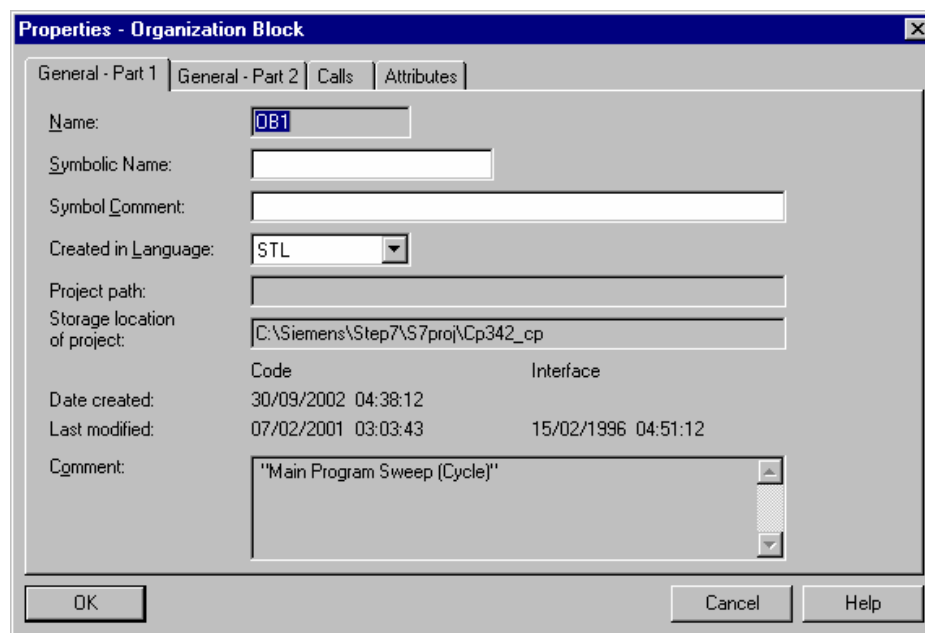 Properties - Organization Block
General - Part 1 General - Part 2 Calls Attributes
Name: OB1
Symbolic Name:
Symbol Comment:
Created in Language: STL
Project path:
Storage location
of project: C:\Siemens\Step7\S7proj\Cp342_cp
Code Interface
Date created: 30/09/2002 04:38:12
Last modified: 07/02/2001 03:03:43 15/02/1996 04:51:12
Comment: "Main Program Sweep (Cycle)"
OK Cancel Help